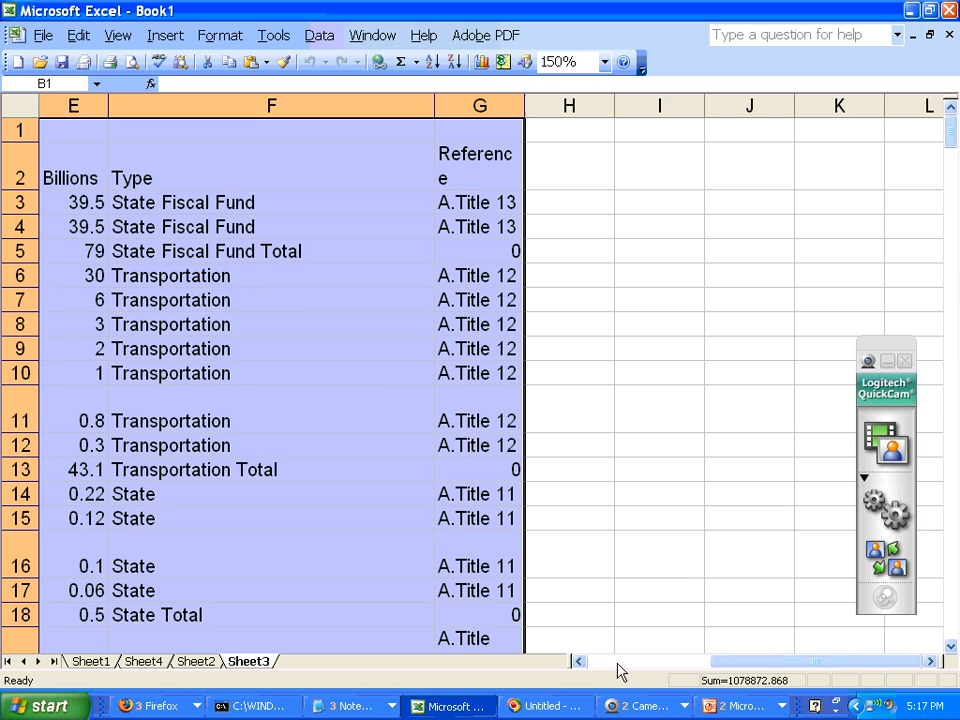 Microsoft Excel - Book1
File Edit View Insert Format Tools Data Window Help Adobe PDF Type a question for help
150%
B1 fx
E F G H I J K L
1
Referenc
2 Billions Type e
3 39.5 State Fiscal Fund A.Title 13
4 39.5 State Fiscal Fund A.Title 13
5 79 State Fiscal Fund Total 0
6 30 Transportation A.Title 12
7 6 Transportation A.Title 12
8 3 Transportation A.Title 12
9 2 Transportation A.Title 12
10 1 Transportation A.Title 12
11 0.8 Transportation A.Title 12
12 0.3 Transportation A.Title 12
13 43.1 Transportation Total 0
14 0.22 State A.Title 11
15 0.12 State A.Title 11
16 0.1 State A.Title 11
17 0.06 State A.Title 11
18 0.5 State Total 0
A.Title
Logitech®
QuickCam®
Sheet1 Sheet4 Sheet2 Sheet3
Ready Sum=1078872.868
start 3 Firefox C:\WIND... 3 Note... Microsoft ... Untitled - ... 2 Came... 2 Micro... 5:17 PM